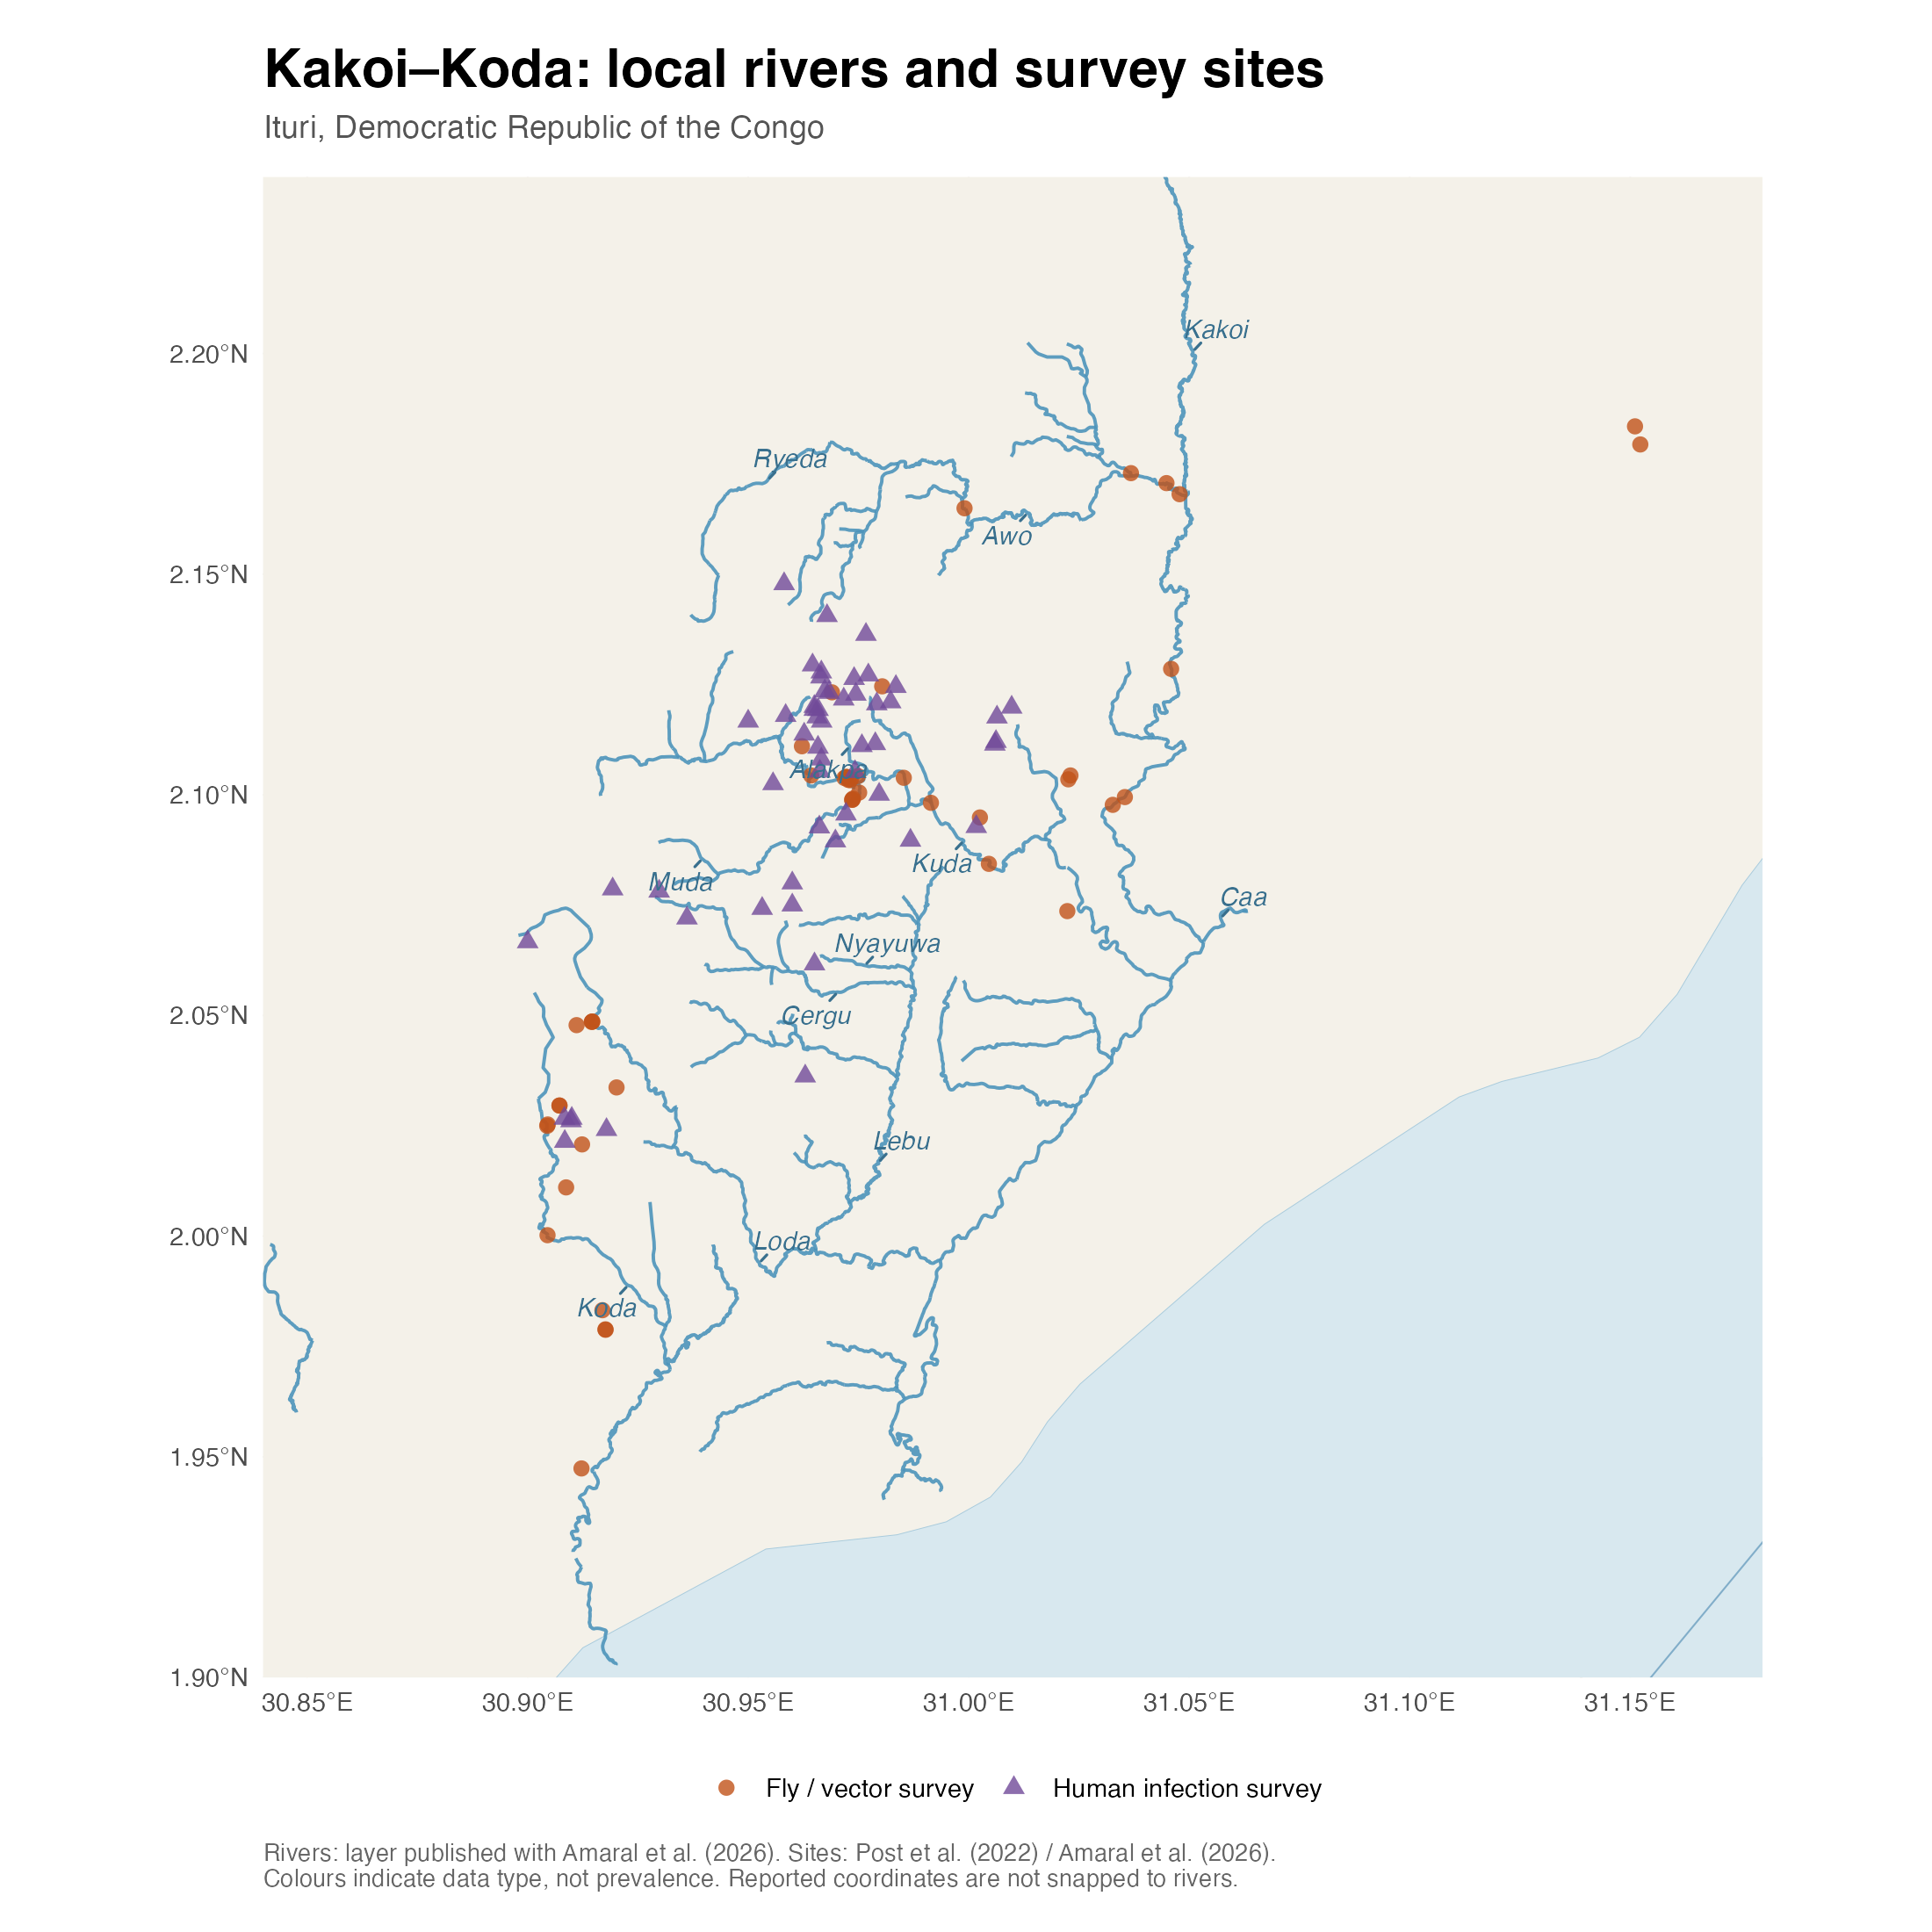 Kakoi–Koda: local rivers and survey sites
Ituri, Democratic Republic of the Congo
Kakoi
2.20°N
Ryeda
Awo
2.15°N
Alakpa
2.10°N
Kuda
Muda
Caa
Nyayuwa
2.05°N
Cergu
Lebu
2.00°N
Loda
Koda
1.95°N
1.90°N
30.85°E 30.90°E 30.95°E 31.00°E 31.05°E 31.10°E 31.15°E
Fly / vector survey Human infection survey
Rivers: layer published with Amaral et al. (2026). Sites: Post et al. (2022) / Amaral et al. (2026).
Colours indicate data type, not prevalence. Reported coordinates are not snapped to rivers.